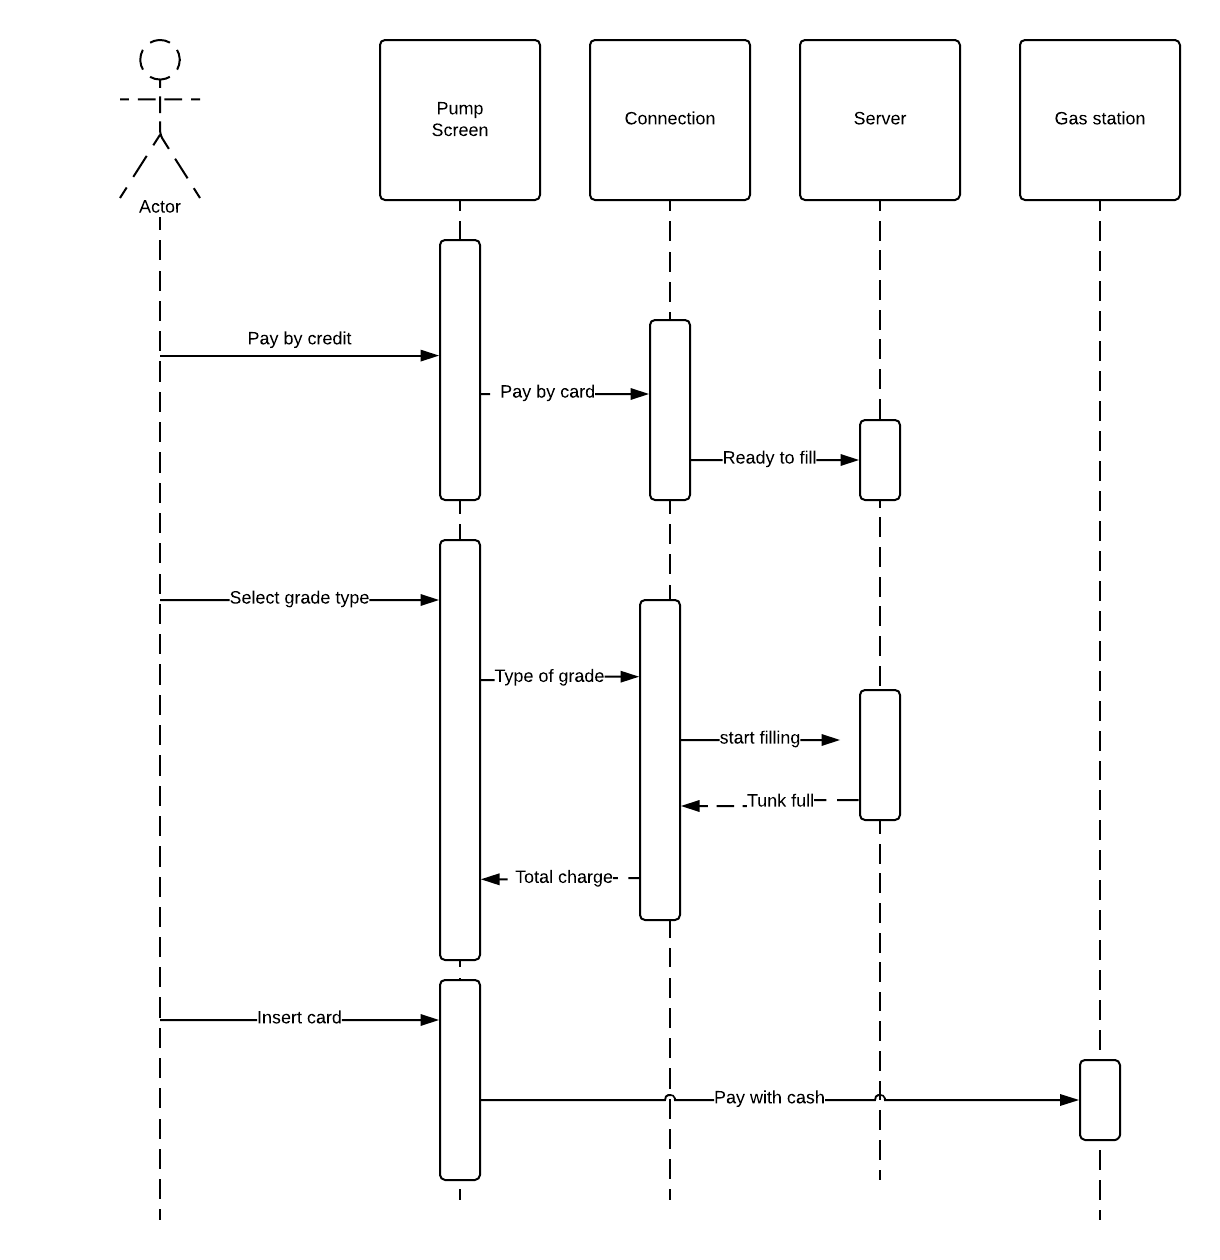 Pump
Screen
Connection
Server
Gas station
Actor
Pay by credit
Pay by card
Ready to fill
Select grade type
Type of grade
start filling
Tunk full
Total charge
Insert card
Pay with cash